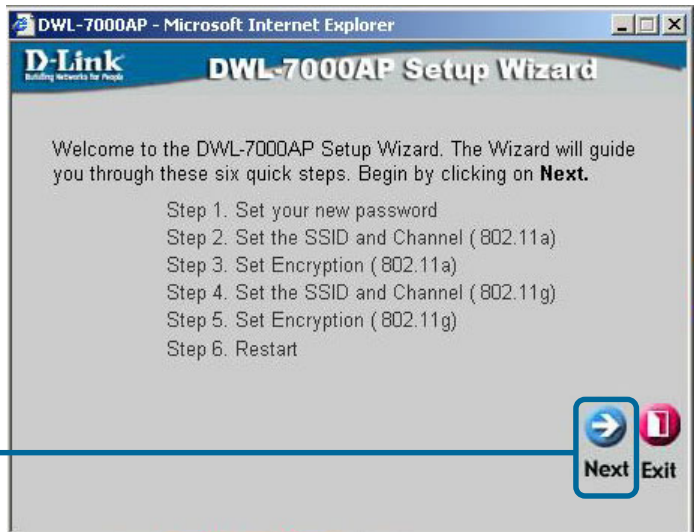 DWL-7000AP - Microsoft Internet Explorer
D-Link
Building Networks for People
DWL-7000AP Setup Wizard
Welcome to the DWL-7000AP Setup Wizard. The Wizard will guide
you through these six quick steps. Begin by clicking on Next.
Step 1. Set your new password
Step 2. Set the SSID and Channel ( 802.11a)
Step 3. Set Encryption ( 802.11a)
Step 4. Set the SSID and Channel ( 802.11g)
Step 5. Set Encryption ( 802.11g)
Step 6. Restart
Next Exit